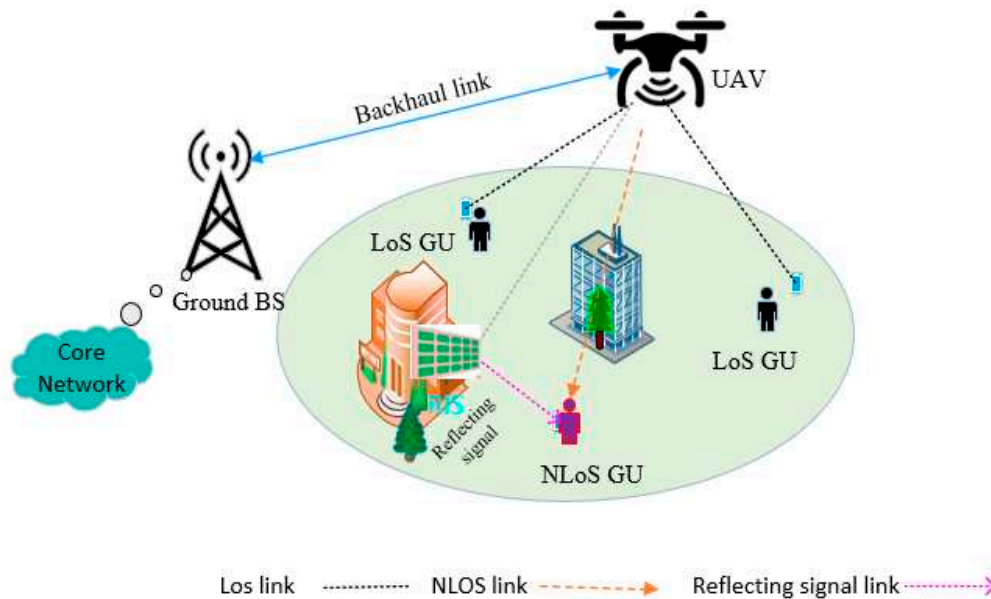 UAV
Backhaul link
LoS GU
Ground BS
Core
Network
LoS GU
Reflecting
signal
NLoS GU
Los link
NLOS link
Reflecting signal link